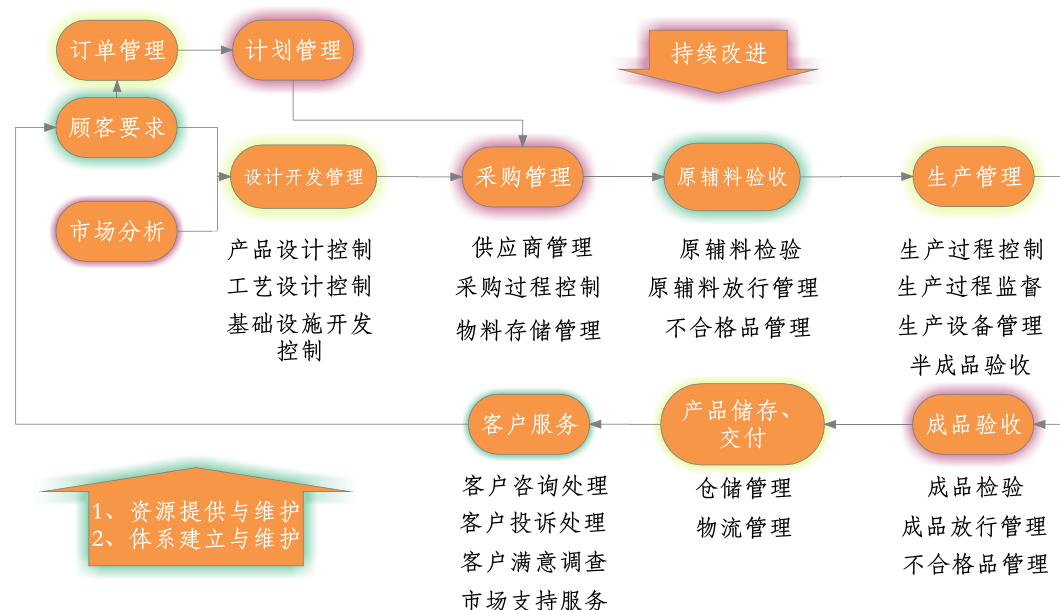 订单管理
计划管理
持续改进
顾客要求
设计开发管理
采购管理
原辅料验收
生产管理
市场分析
产品设计控制
工艺设计控制
基础设施开发
控制
供应商管理
采购过程控制
物料存储管理
原辅料检验
原辅料放行管理
不合格品管理
生产过程控制
生产过程监督
生产设备管理
半成品验收
客户服务
产品储存、
交付
成品验收
1、资源提供与维护
2、体系建立与维护
客户咨询处理
客户投诉处理
客户满意调查
市场支持服务
仓储管理
物流管理
成品检验
成品放行管理
不合格品管理